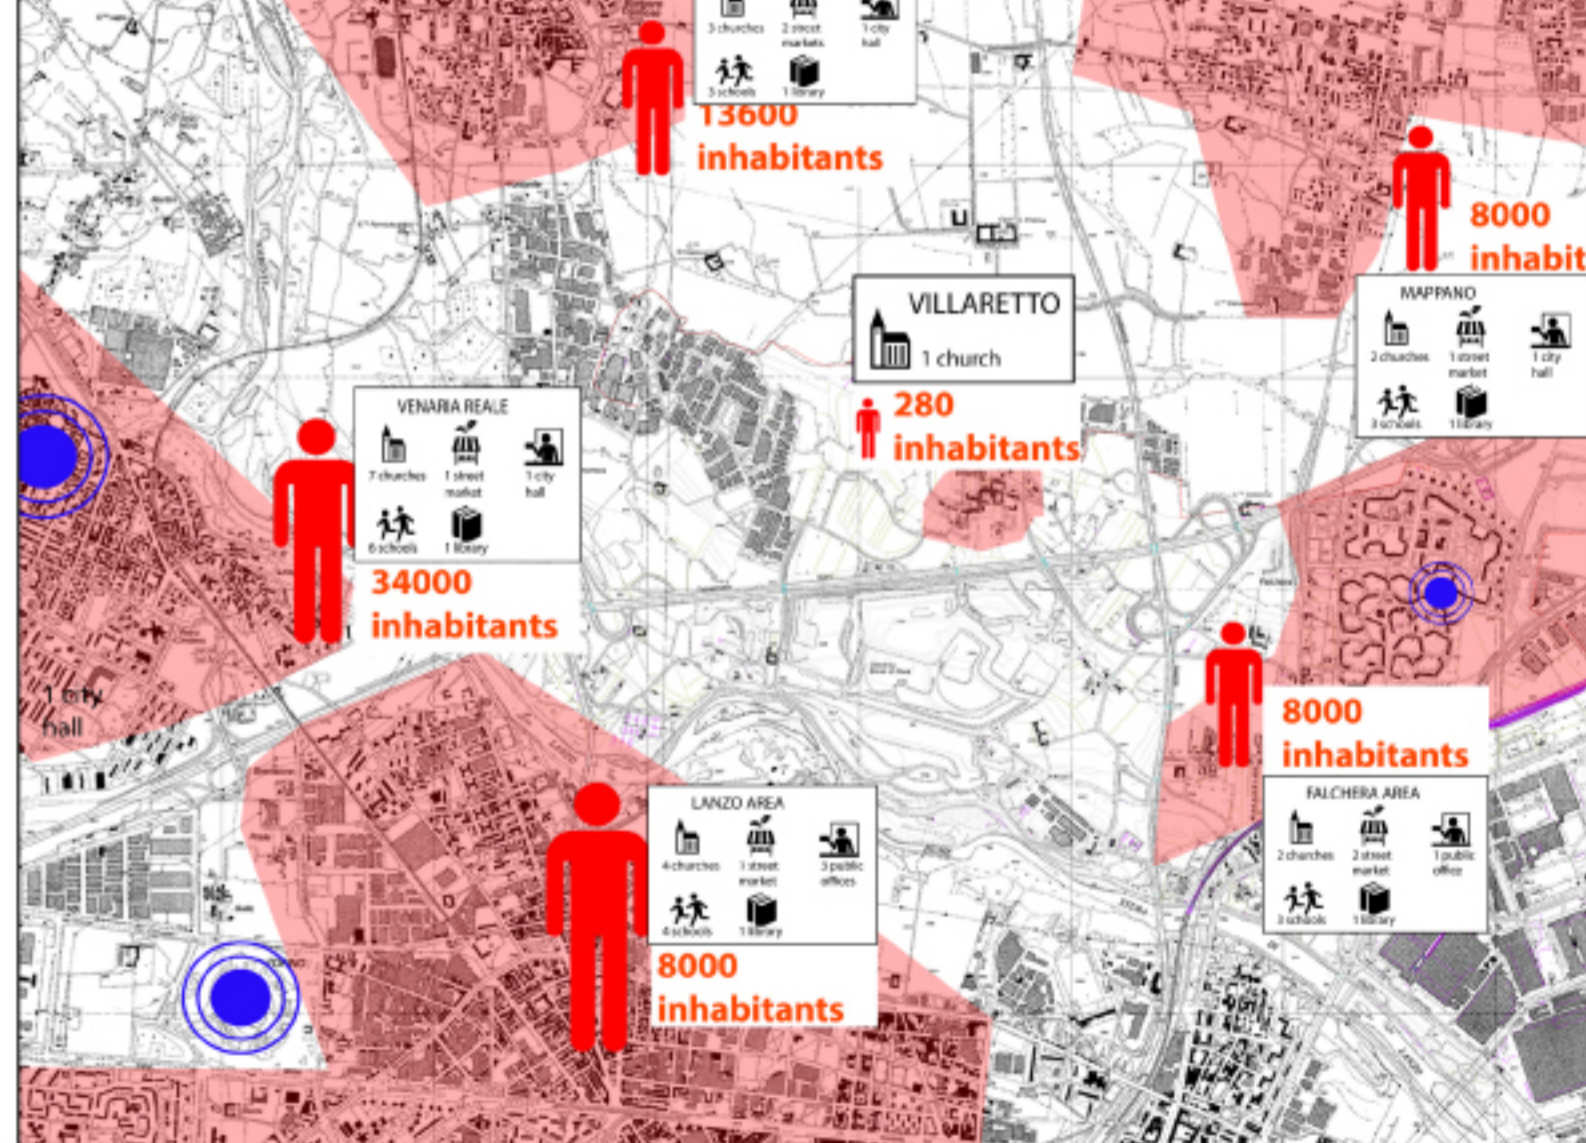 3 churches
2 street
markets
1 city
hall
3 schools
1 library
13600
inhabitants
8000
inhabit
MAPPANO
2 churches
1 street
market
1 city
hall
3 schools
1 library
VILLARETTO
1 church
280
inhabitants
VENARIA REALE
7 churches
1 street
market
1 city
hall
6 schools
1 library
34000
inhabitants
1 city
hall
8000
inhabitants
FALCHERA AREA
2 churches
2 street
market
1 public
office
3 schools
1 library
LANZO AREA
4 churches
1 street
market
3 public
offices
4 schools
1 library
8000
inhabitants